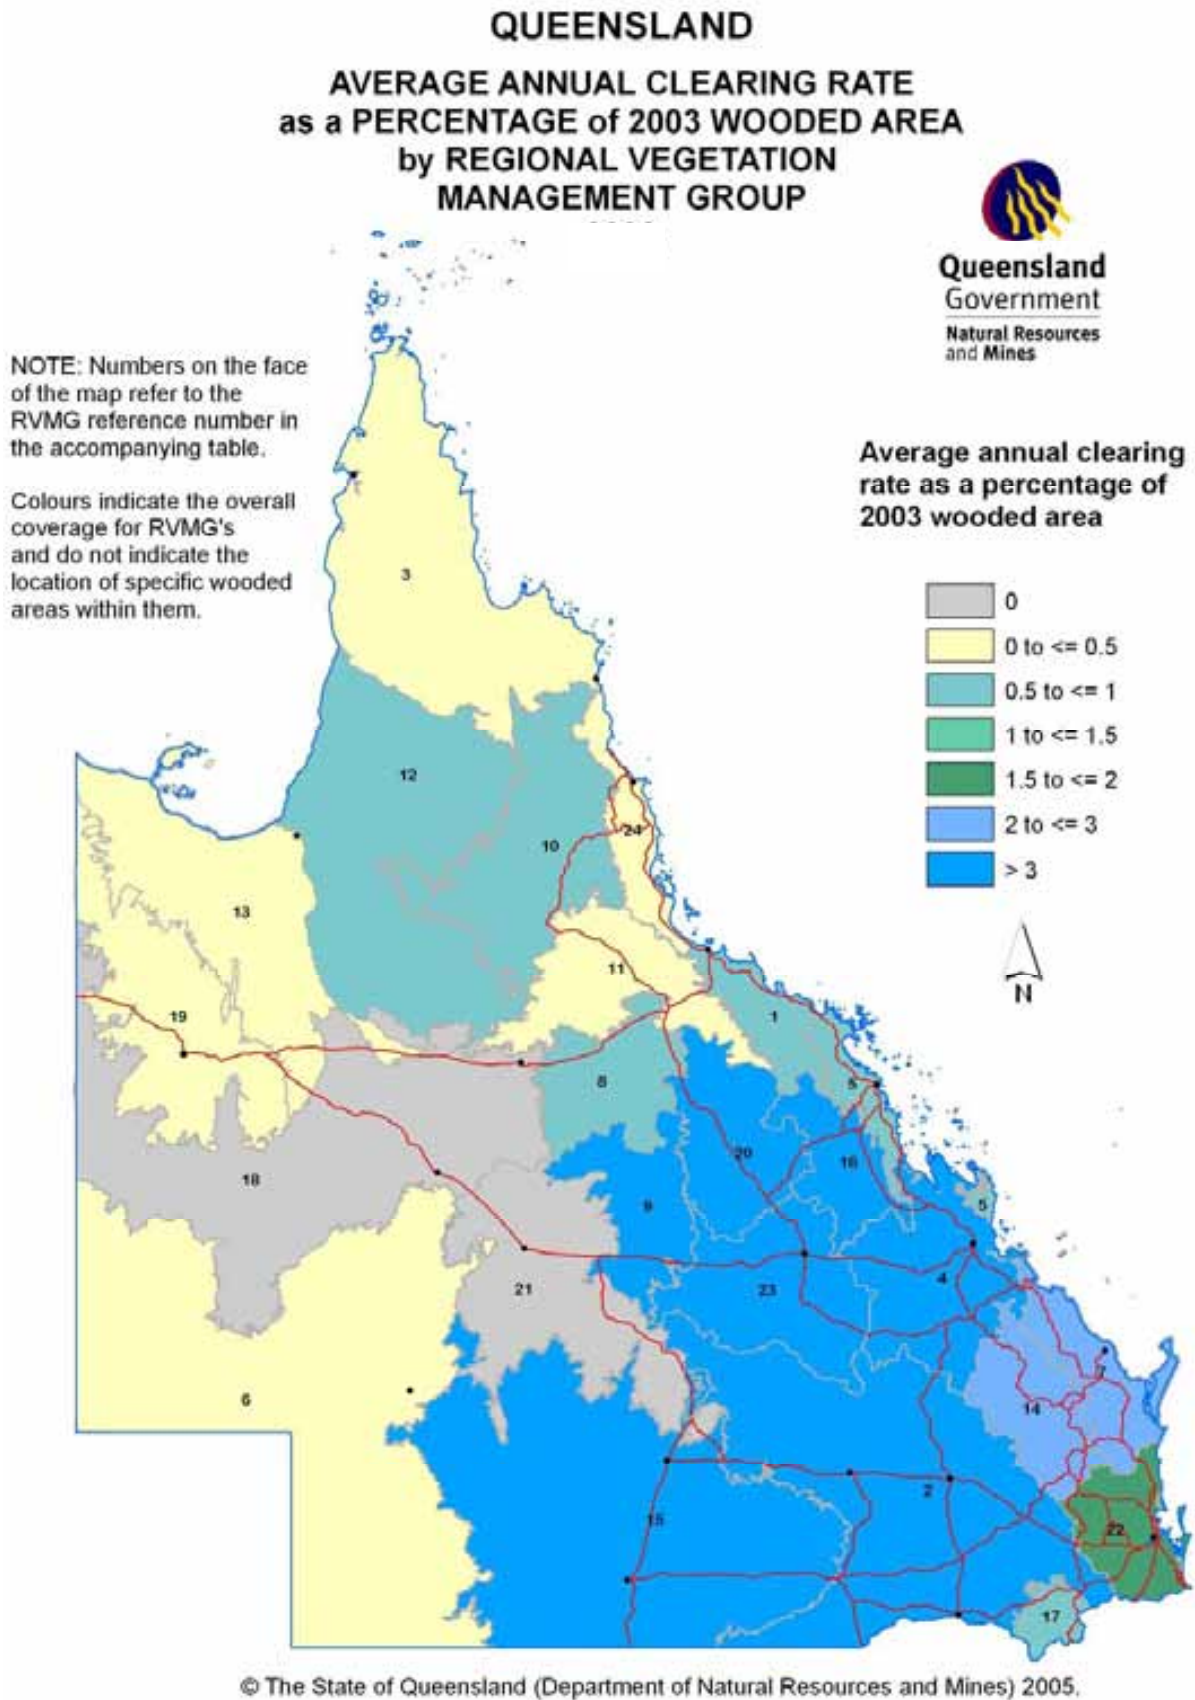 QUEENSLAND
AVERAGE ANNUAL CLEARING RATE
as a PERCENTAGE of 2003 WOODED AREA
by REGIONAL VEGETATION
MANAGEMENT GROUP
Queensland
Government
Natural Resources
and Mines
NOTE: Numbers on the face
of the map refer to the
RVMG reference number in
the accompanying table.
Colours indicate the overall
coverage for RVMG's
and do not indicate the
location of specific wooded
areas within them.
Average annual clearing
rate as a percentage of
2003 wooded area
0
0 to <= 0.5
0.5 to <= 1
1 to <= 1.5
1.5 to <= 2
2 to <= 3
> 3
N
3
12
10
24
13
11
19
1
8
5
20
16
18
9
5
21
23
4
6
7
14
2
15
22
17
© The State of Queensland (Department of Natural Resources and Mines) 2005.